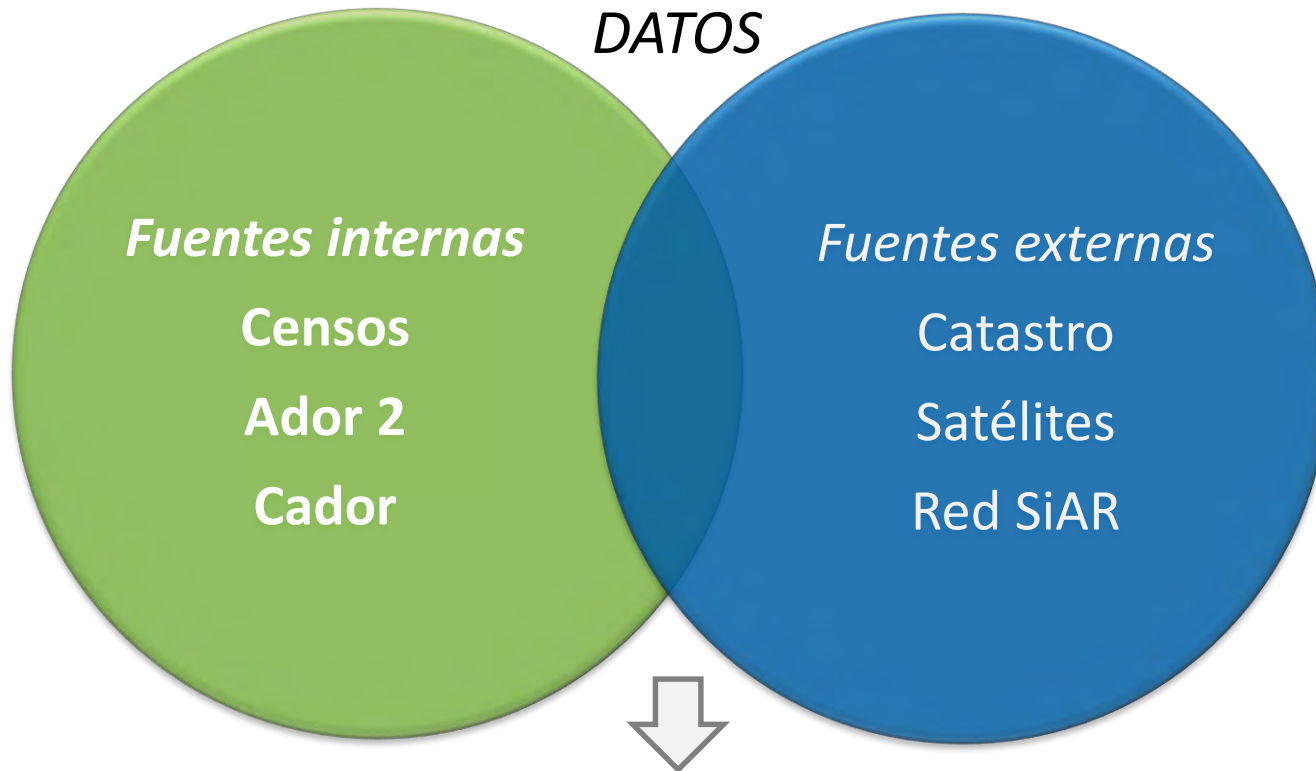 DATOS
Fuentes internas
Censos
Ador 2
Cador
Fuentes externas
Catastro
Satélites
Red SiAR